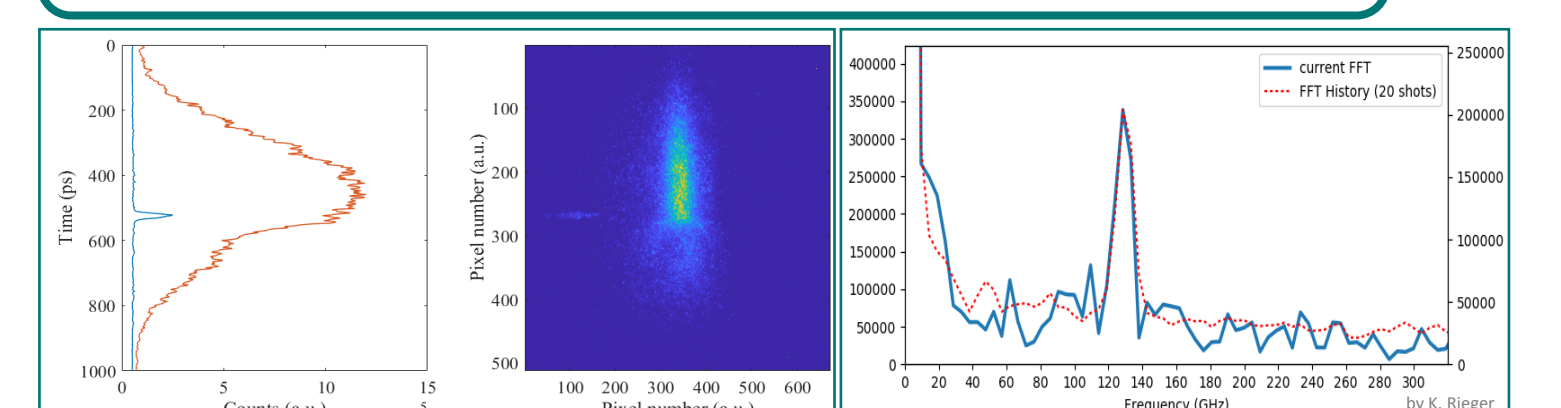 0
200
400
600
800
1000
Time (ps)
0 5 10 15
Counts (a.u.) 5
100
200
300
400
500
Pixel number (a.u.)
100 200 300 400 500 600
Pixel number (a.u.)
current FFT
FFT History (20 shots)
400000
350000
300000
250000
200000
150000
100000
50000
0
250000
200000
150000
100000
50000
0
0 20 40 60 80 100 120 140 160 180 200 220 240 260 280 300
Frequency (GHz)
by K. Rieger